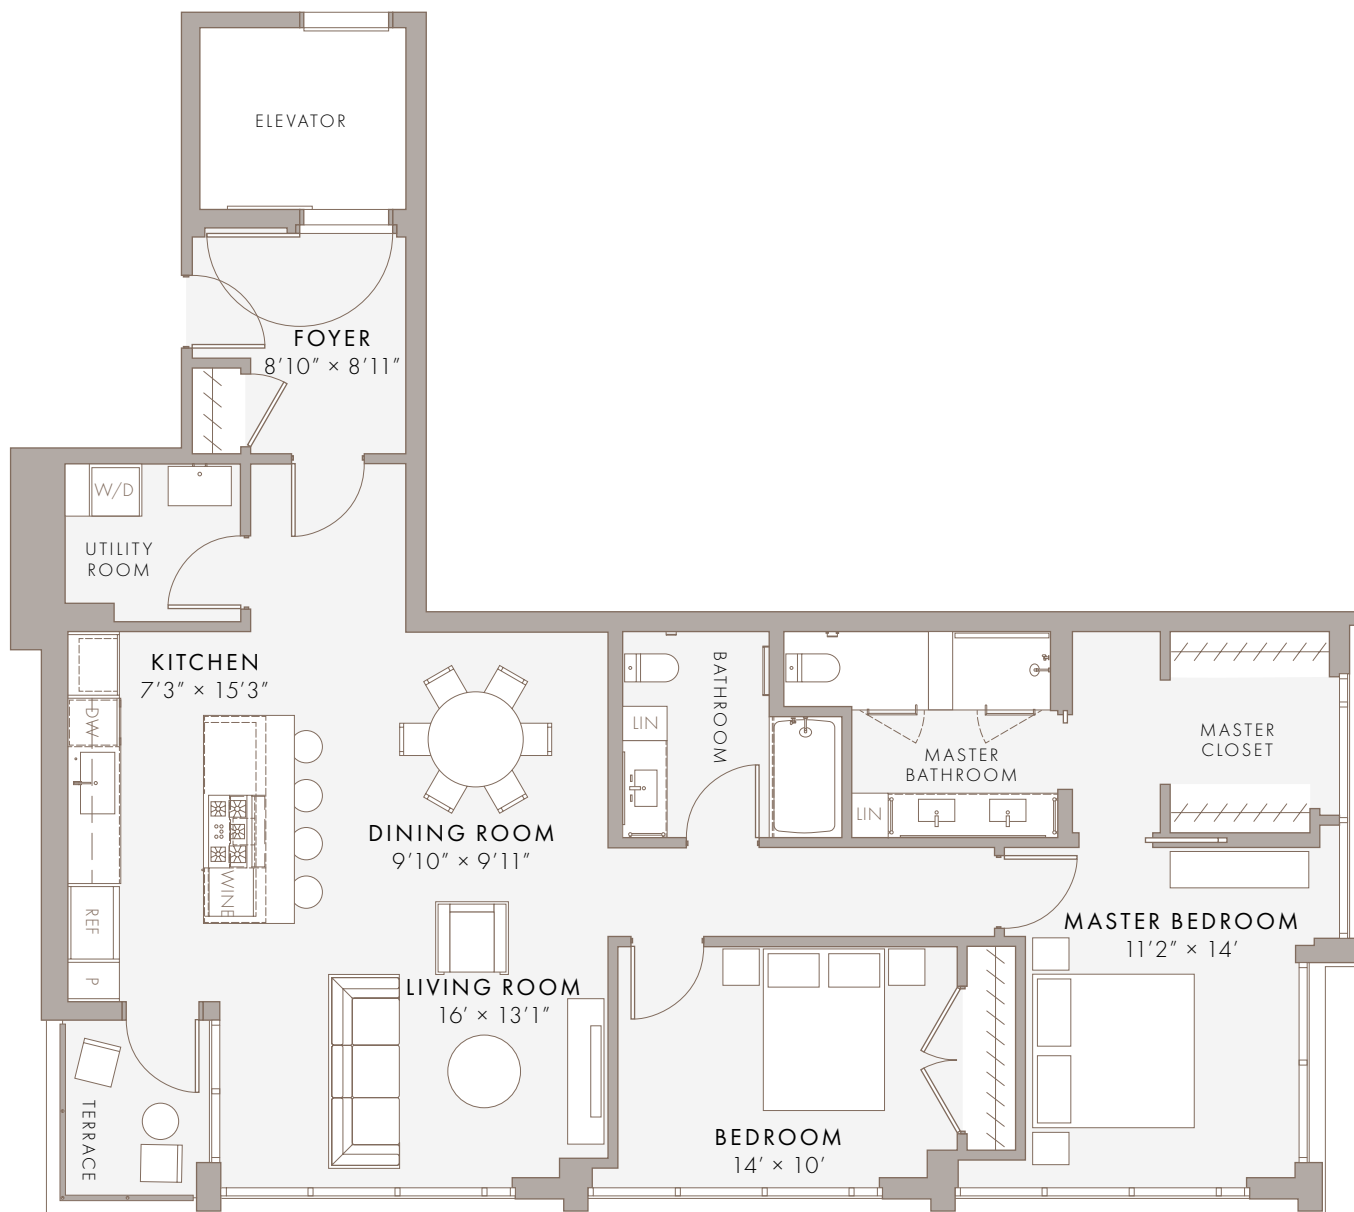 ELEVATOR
FOYER
8'10" × 8'11"
W/D
UTILITY
ROOM
KITCHEN
7'3" × 15'3"
DW
WINE
REF
P
DINING ROOM
9'10" × 9'11"
LIVING ROOM
16' × 13'1"
TERRACE
BATHROOM
LIN
MASTER
BATHROOM
LIN
MASTER
CLOSET
MASTER BEDROOM
11'2" × 14'
BEDROOM
14' × 10'